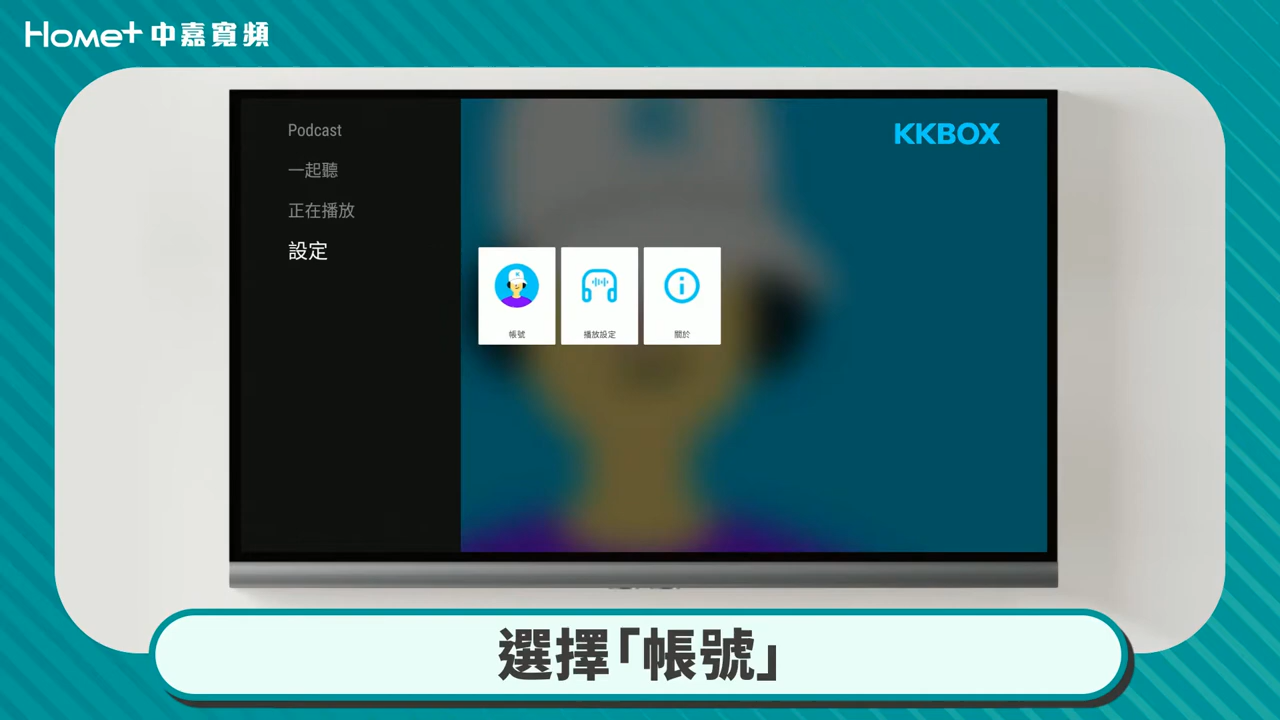 Home+ 中嘉寬頻
Podcast
一起聽
正在播放
設定
KKBOX
帳號
播放設定
關於
選擇「帳號」